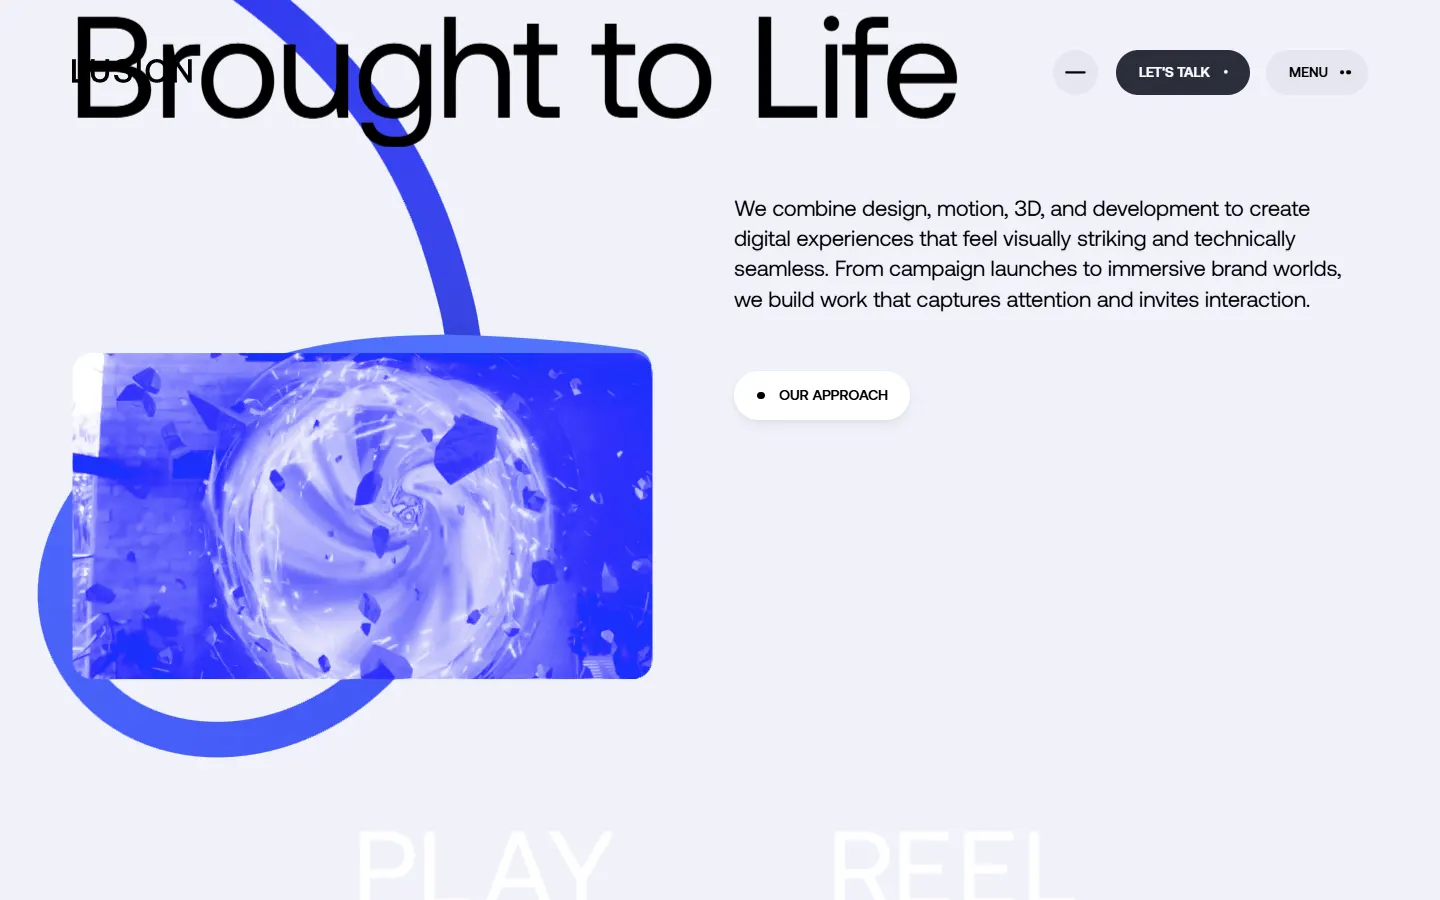 Brought to Life
LUSION
LET'S TALK
MENU
We combine design, motion, 3D, and development to create
digital experiences that feel visually striking and technically
seamless. From campaign launches to immersive brand worlds,
we build work that captures attention and invites interaction.
OUR APPROACH
PLAY REEL